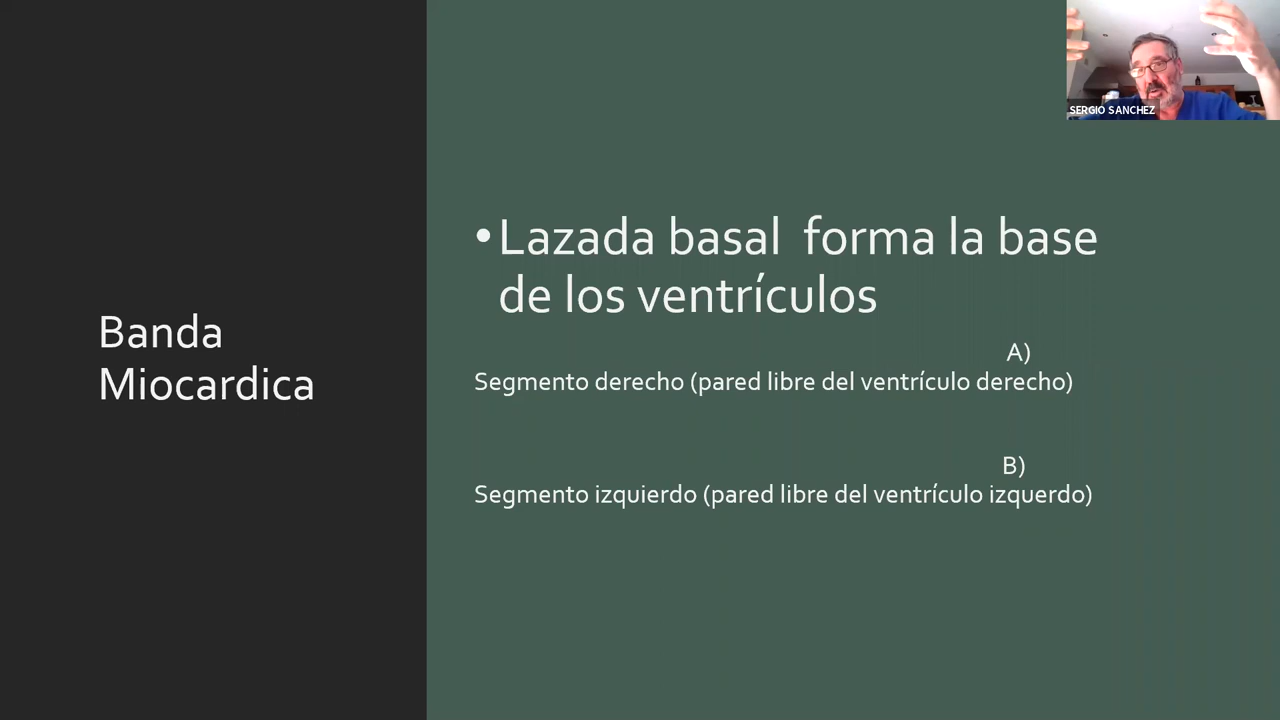 SERGIO SANCHEZ
Banda
Miocardica
•Lazada basal  forma la base
de los ventrículos
A)
Segmento derecho (pared libre del ventrículo derecho)
B)
Segmento izquierdo (pared libre del ventrículo izquerdo)